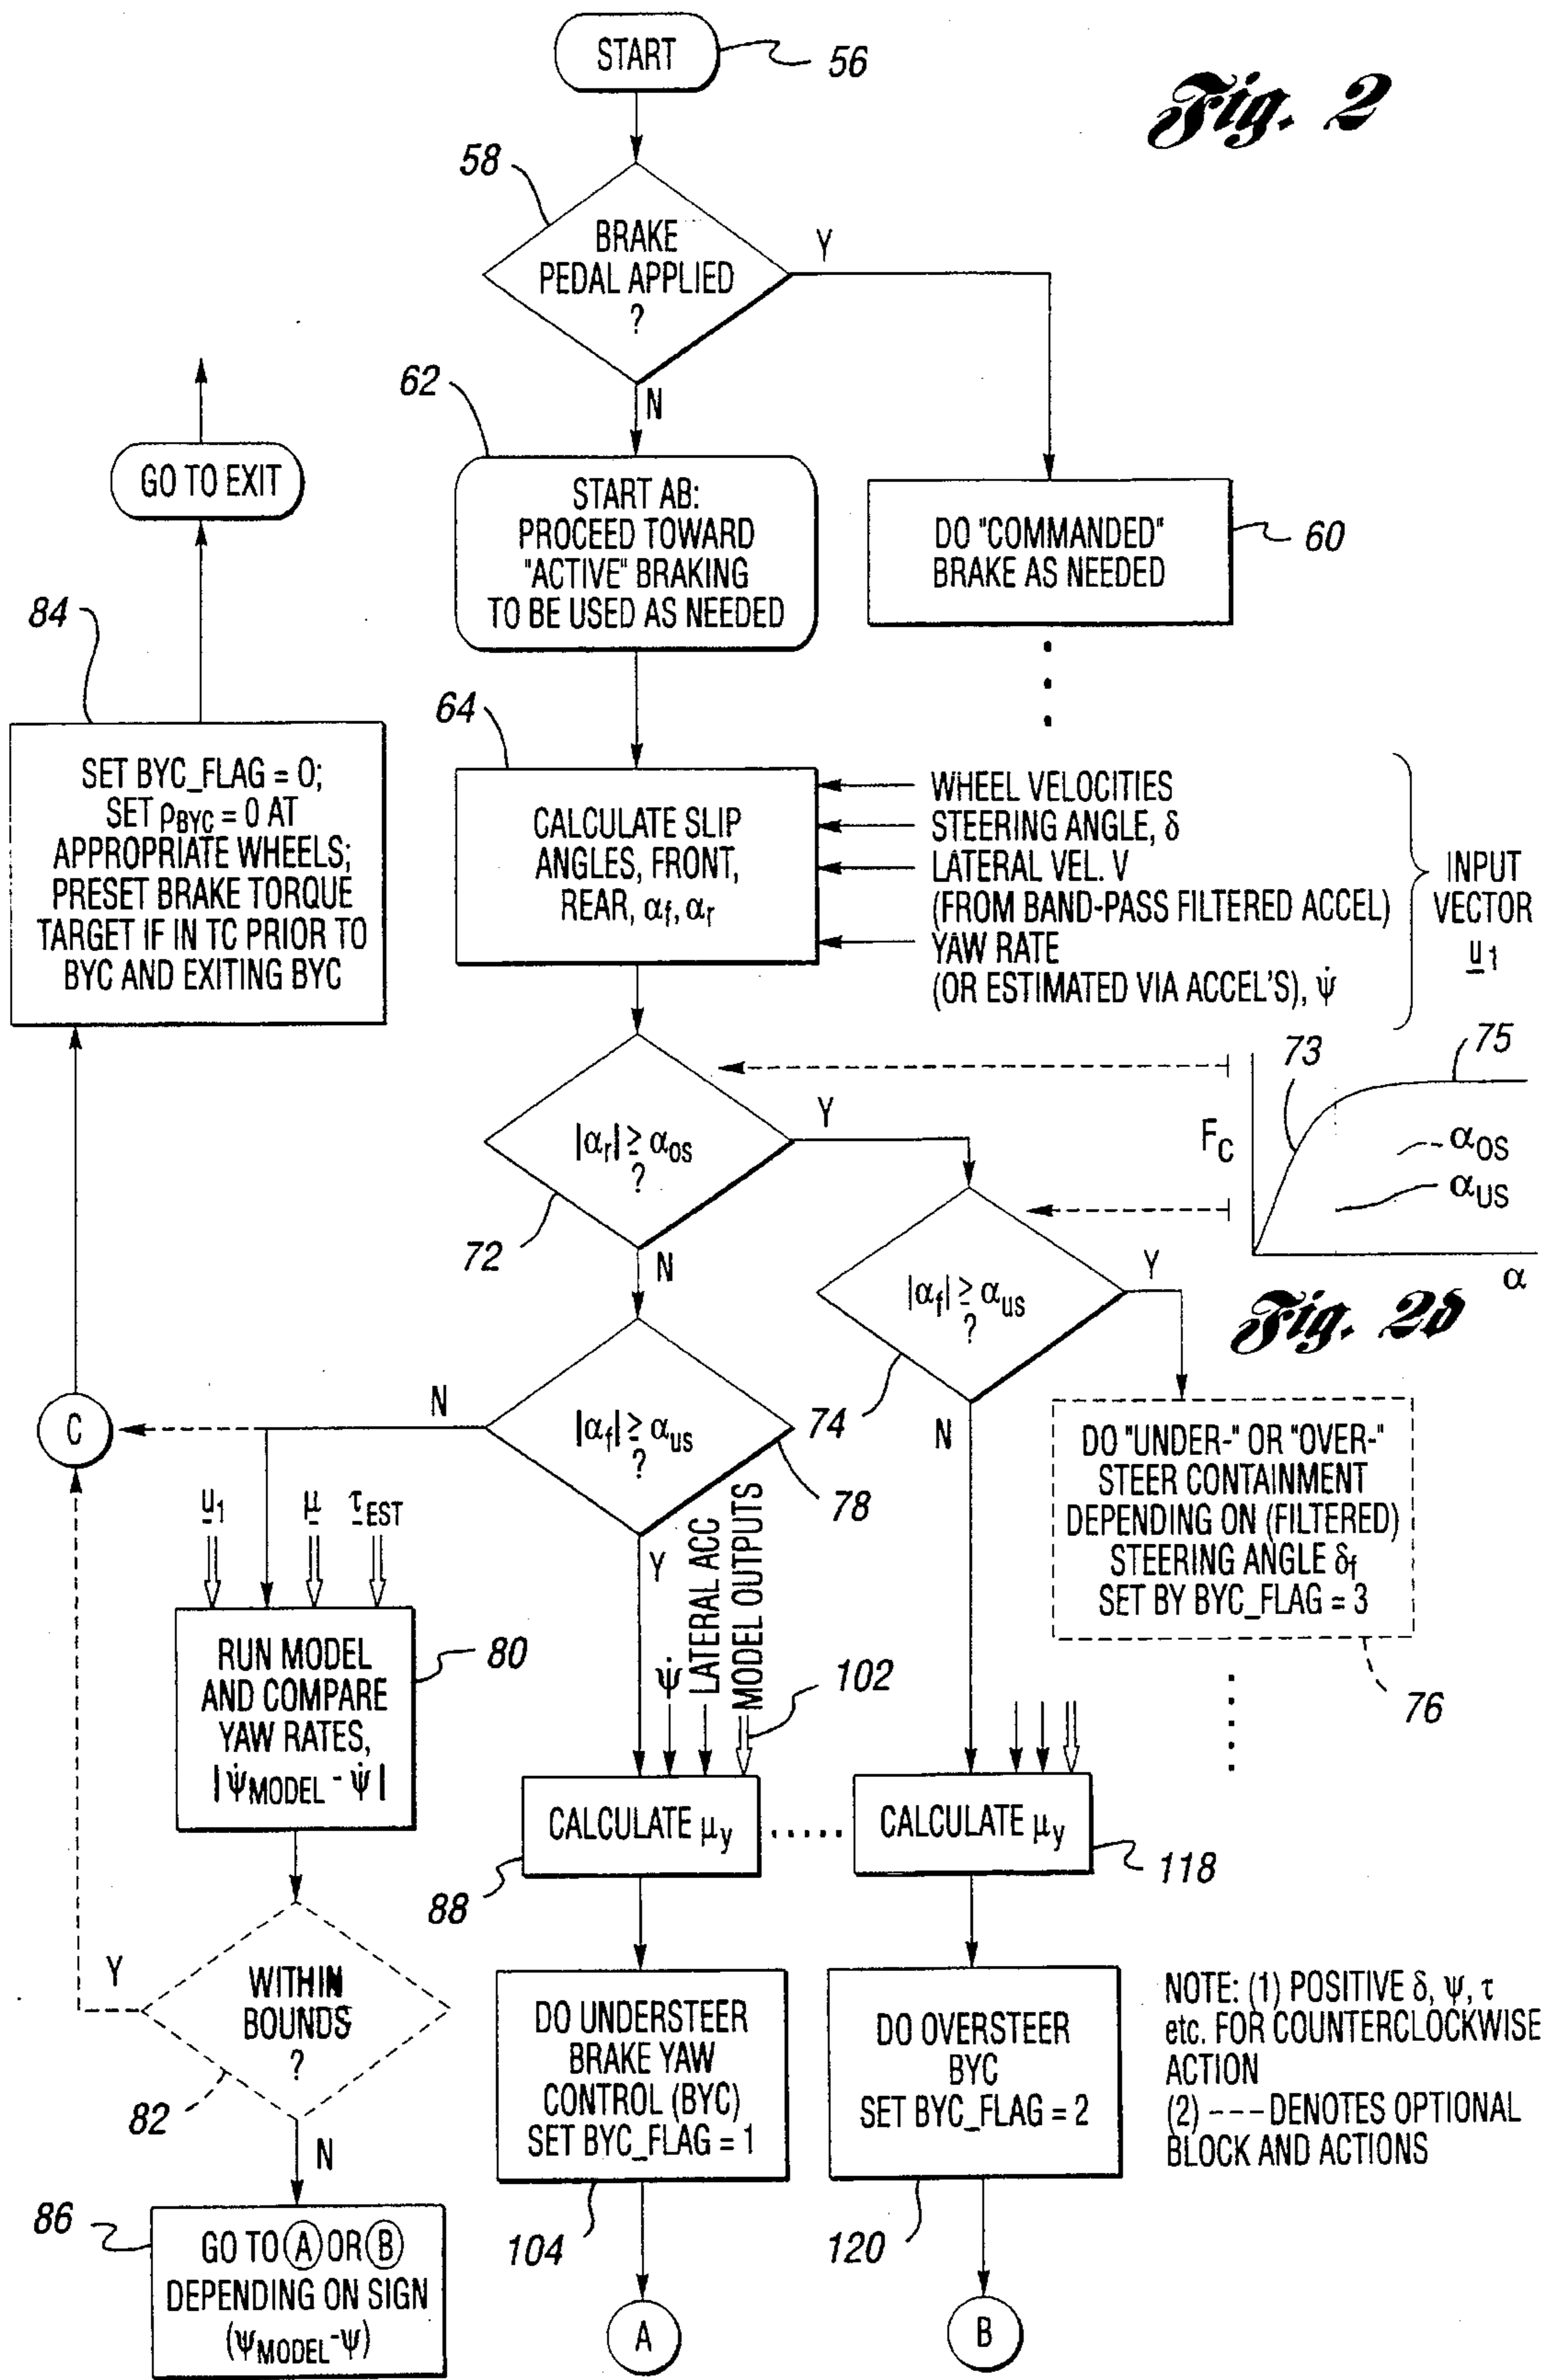 START
56
Fig. 2
58
BRAKE
PEDAL APPLIED
?
Y
N
62
GO TO EXIT
START AB:
PROCEED TOWARD
"ACTIVE" BRAKING
TO BE USED AS NEEDED
DO "COMMANDED"
BRAKE AS NEEDED
60
84
SET BYC_FLAG = 0;
SET ρBYC = 0 AT
APPROPRIATE WHEELS;
PRESET BRAKE TORQUE
TARGET IF IN TC PRIOR TO
BYC AND EXITING BYC
64
CALCULATE SLIP
ANGLES, FRONT,
REAR, αf, αr
WHEEL VELOCITIES
STEERING ANGLE, δ
LATERAL VEL. V
(FROM BAND-PASS FILTERED ACCEL)
YAW RATE
(OR ESTIMATED VIA ACCEL'S), ψ̇
INPUT
VECTOR
u1
|αr| ≥ αos
?
72
Y
N
73
75
FC
αOS
αUS
α
Fig. 2d
|αf| ≥ αus
?
74
Y
N
DO "UNDER-" OR "OVER-"
STEER CONTAINMENT
DEPENDING ON (FILTERED)
STEERING ANGLE δf
SET BY BYC_FLAG = 3
76
C
N
|αf| ≥ αus
?
78
Y
u1
μ
τEST
RUN MODEL
AND COMPARE
YAW RATES,
|ψ̇MODEL - ψ̇|
80
ψ̇
LATERAL ACC
MODEL OUTPUTS
102
CALCULATE μy
88
CALCULATE μy
118
Y
WITHIN
BOUNDS
?
82
N
DO UNDERSTEER
BRAKE YAW
CONTROL (BYC)
SET BYC_FLAG = 1
104
DO OVERSTEER
BYC
SET BYC_FLAG = 2
120
NOTE: (1) POSITIVE δ, ψ, τ
etc. FOR COUNTERCLOCKWISE
ACTION
(2) --- DENOTES OPTIONAL
BLOCK AND ACTIONS
86
GO TO A OR B
DEPENDING ON SIGN
(ψMODEL-ψ)
A
B